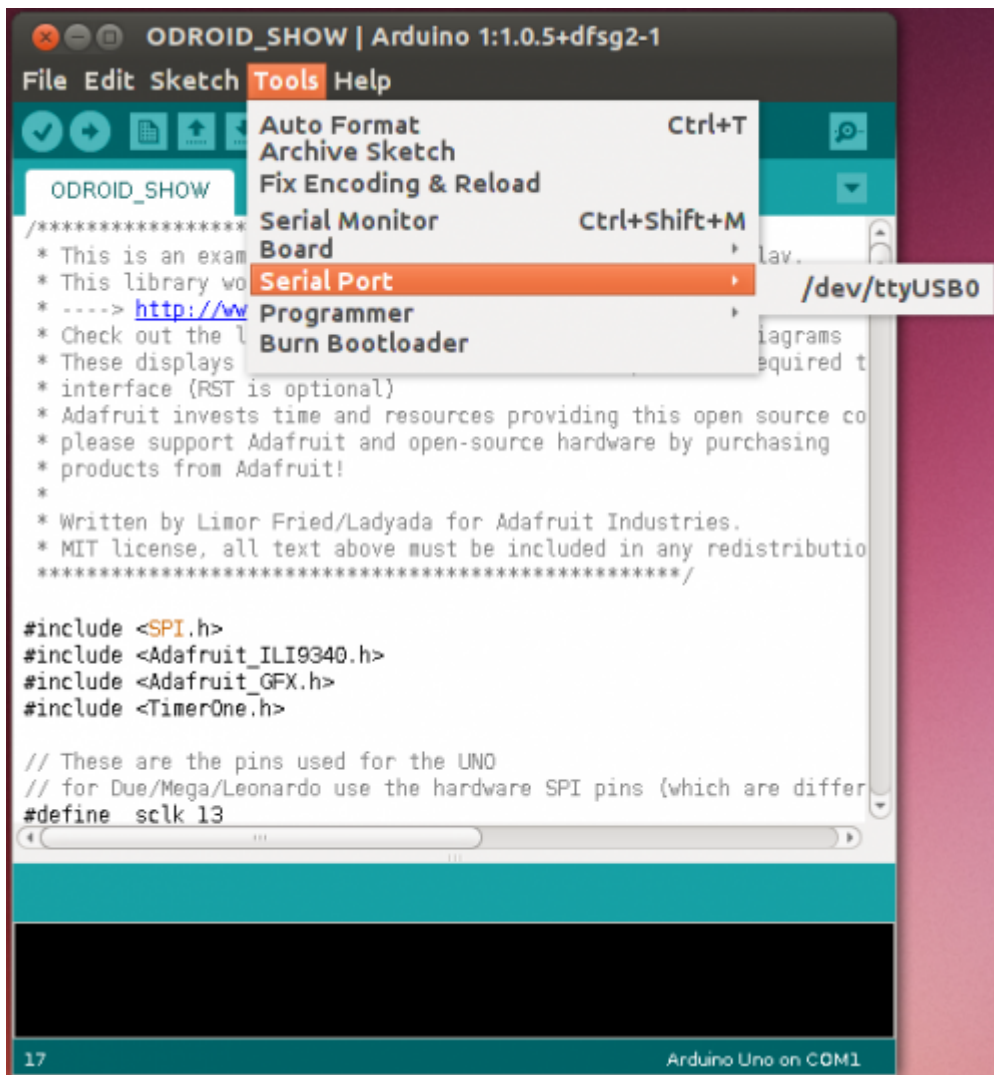 ODROID_SHOW | Arduino 1:1.0.5+dfsg2-1
File Edit Sketch Tools Help
Auto Format Ctrl+T
Archive Sketch
Fix Encoding & Reload
Serial Monitor Ctrl+Shift+M
Board
Serial Port
/dev/ttyUSB0
Programmer
Burn Bootloader
ODROID_SHOW
/*****************
* This is an exam lay.
* This library wo
* ----> http://ww
* Check out the l iagrams
* These displays equired t
* interface (RST is optional)
* Adafruit invests time and resources providing this open source co
* please support Adafruit and open-source hardware by purchasing
* products from Adafruit!
*
* Written by Limor Fried/Ladyada for Adafruit Industries.
* MIT license, all text above must be included in any redistributio
****************************************************/
#include <SPI.h>
#include <Adafruit_ILI9340.h>
#include <Adafruit_GFX.h>
#include <TimerOne.h>
// These are the pins used for the UNO
// for Due/Mega/Leonardo use the hardware SPI pins (which are differ
#define sclk 13
17 Arduino Uno on COM1